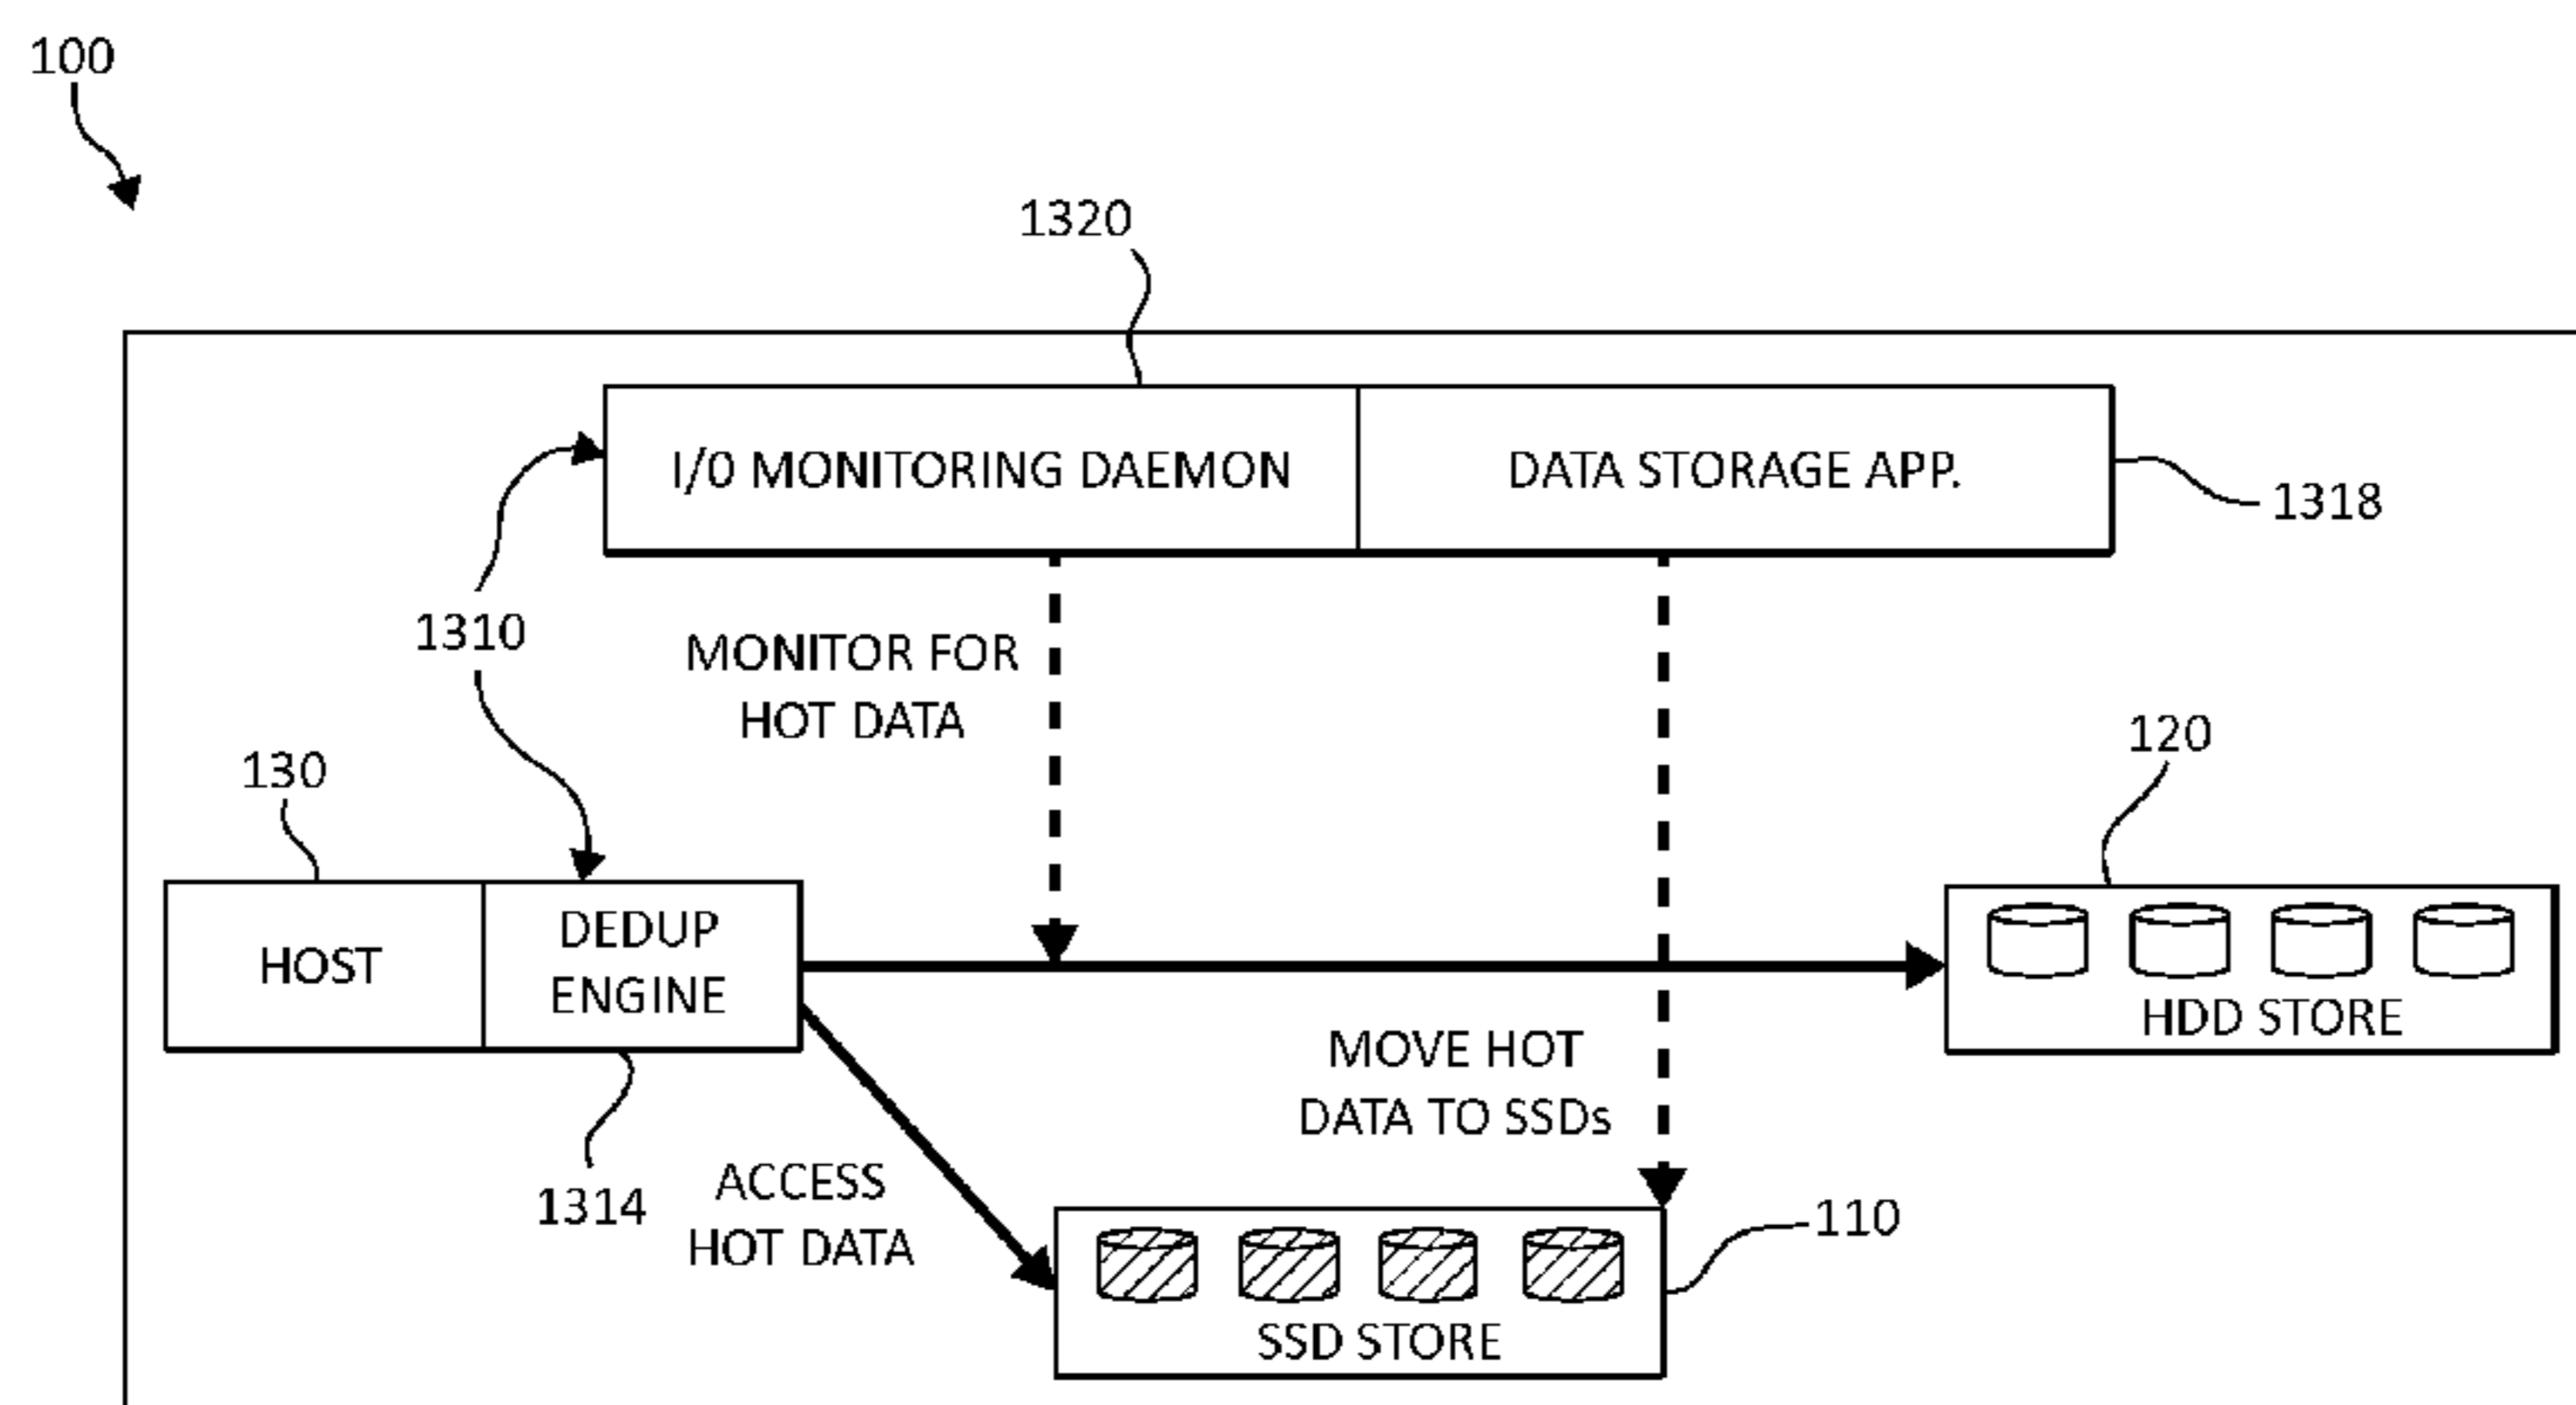 100
1320
I/0 MONITORING DAEMON
DATA STORAGE APP.
1318
1310
MONITOR FOR
HOT DATA
120
130
HOST
DEDUP
ENGINE
HDD STORE
MOVE HOT
DATA TO SSDs
1314
ACCESS
HOT DATA
110
SSD STORE